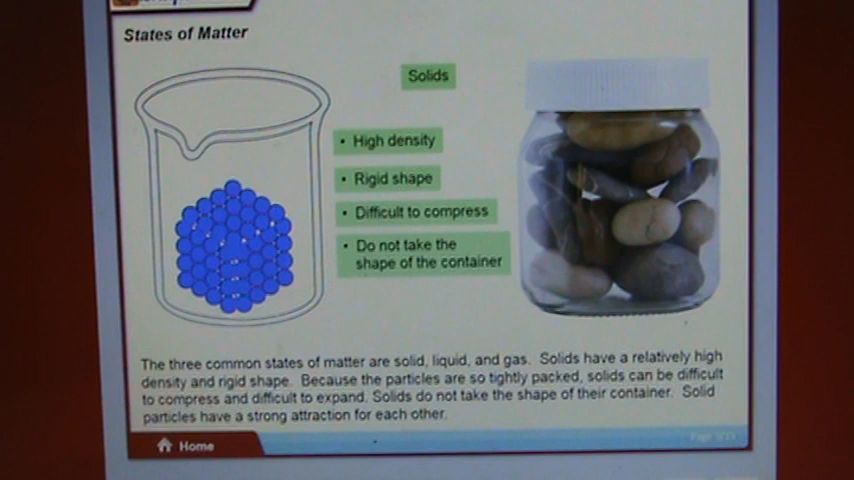 States of Matter
Solids
• High density
• Rigid shape
• Difficult to compress
• Do not take the
shape of the container
The three common states of matter are solid, liquid, and gas. Solids have a relatively high
density and rigid shape. Because the particles are so tightly packed, solids can be difficult
to compress and difficult to expand. Solids do not take the shape of their container. Solid
particles have a strong attraction for each other.
Home
Page